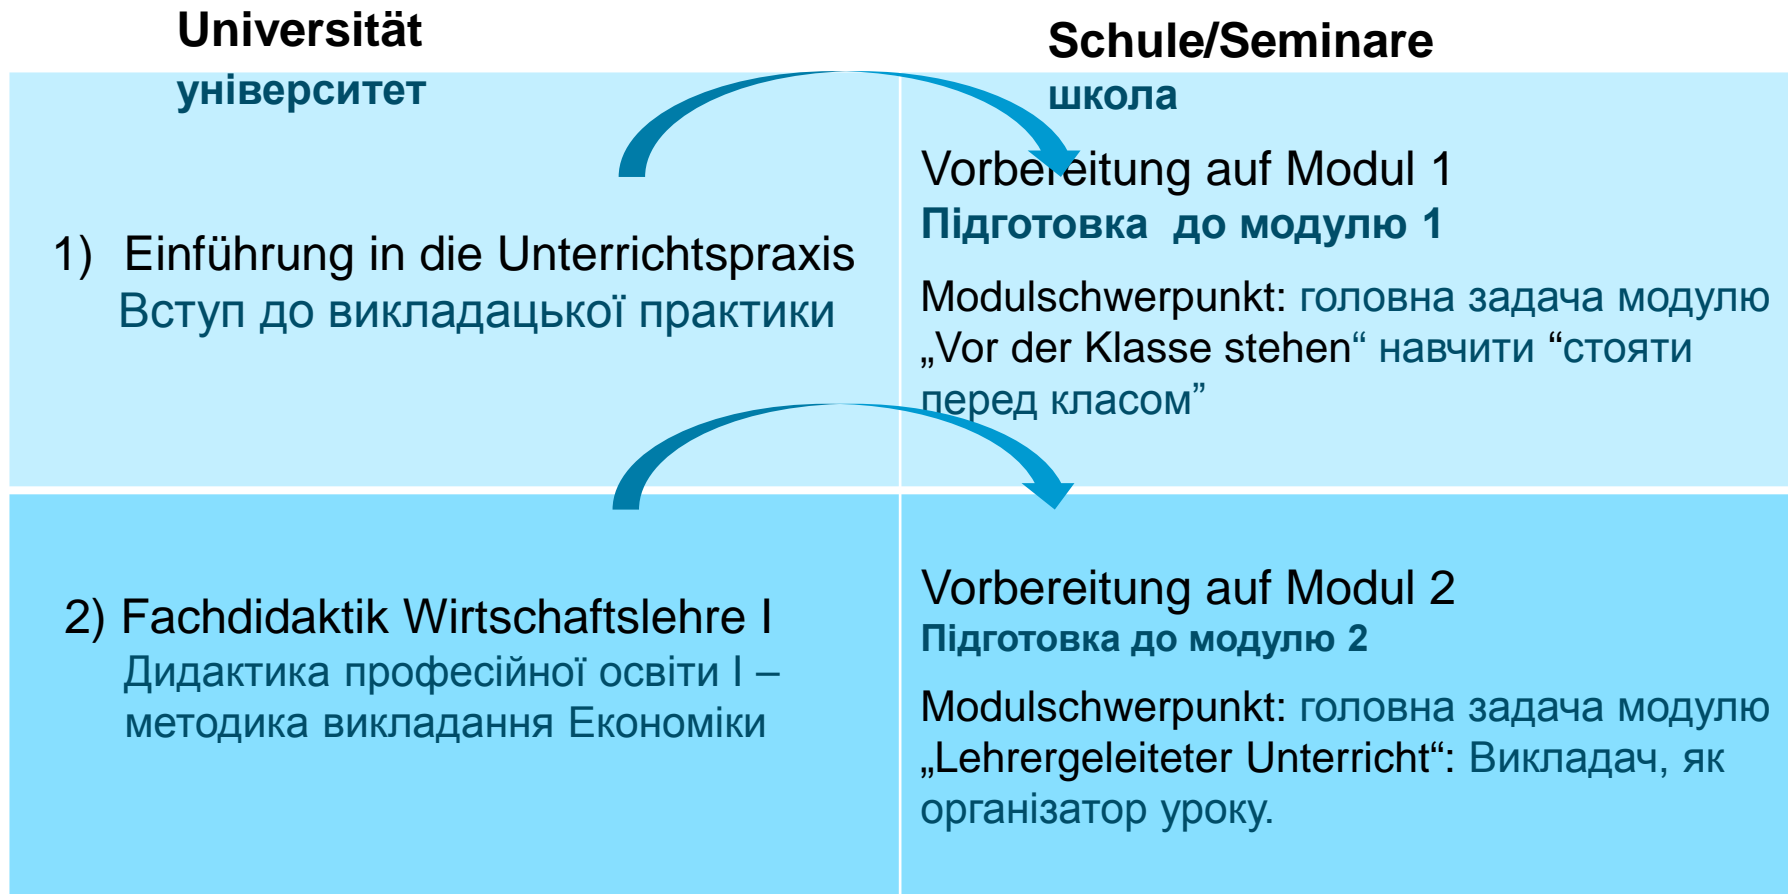 Universität
університет
Schule/Seminare
школа
1) Einführung in die Unterrichtspraxis
Вступ до викладацької практики
Vorbereitung auf Modul 1
Підготовка до модулю 1
Modulschwerpunkt: головна задача модулю
„Vor der Klasse stehen“ навчити “стояти
перед класом”
2) Fachdidaktik Wirtschaftslehre I
Дидактика професійної освіти I –
методика викладання Економіки
Vorbereitung auf Modul 2
Підготовка до модулю 2
Modulschwerpunkt: головна задача модулю
„Lehrergeleiteter Unterricht“: Викладач, як
організатор уроку.